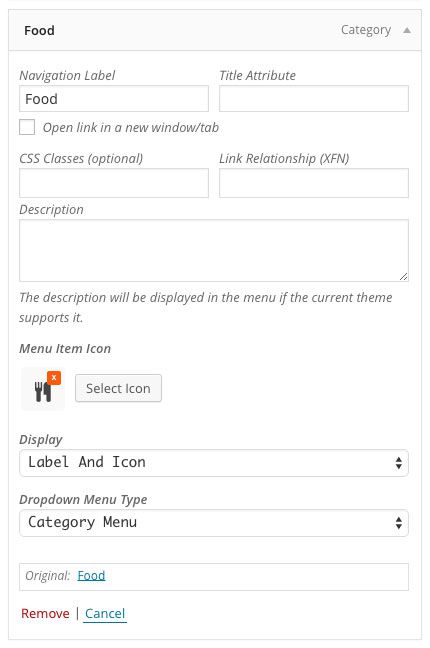 Food Category
Navigation Label Title Attribute
Food
Open link in a new window/tab
CSS Classes (optional) Link Relationship (XFN)
Description
The description will be displayed in the menu if the current theme
supports it.
Menu Item Icon
x
Select Icon
Display
Label And Icon
Dropdown Menu Type
Category Menu
Original: Food
Remove | Cancel